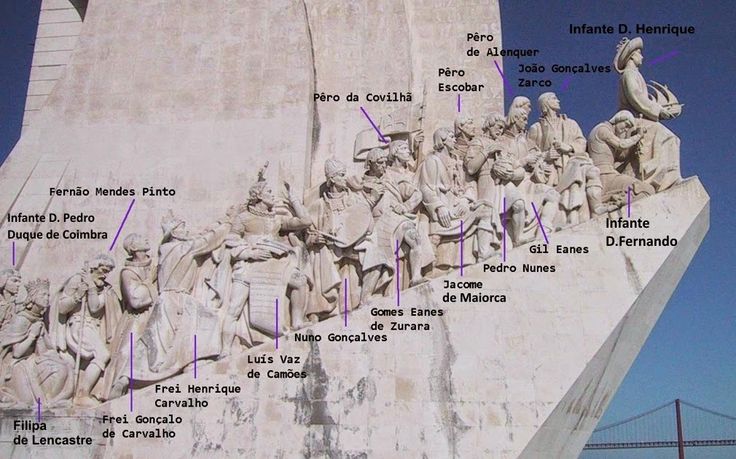 Infante D. Henrique
Pêro
de Alenquer
João Gonçalves
Zarco
Pêro
Escobar
Pêro da Covilhã
Fernão Mendes Pinto
Infante D. Pedro
Duque de Coimbra
Infante
D.Fernando
Gil Eanes
Pedro Nunes
Jacome
de Maiorca
Gomes Eanes
de Zurara
Nuno Gonçalves
Luís Vaz
de Camões
Frei Henrique
Carvalho
Frei Gonçalo
de Carvalho
Filipa
de Lencastre